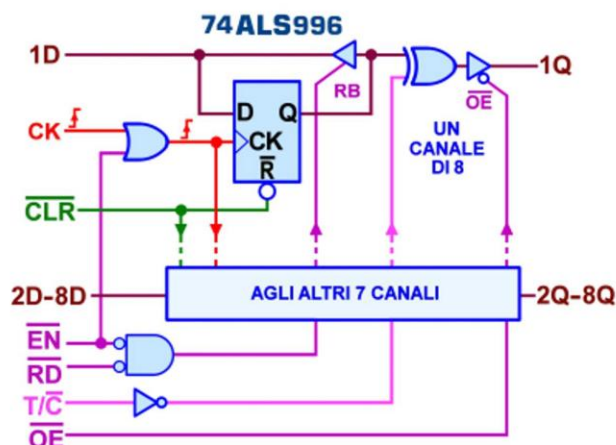 74ALS996
1D
RB
1Q
OE
D
Q
CK
CK
R
UN
CANALE
DI 8
CLR
2D-8D
AGLI ALTRI 7 CANALI
2Q-8Q
EN
RD
T/C
OE